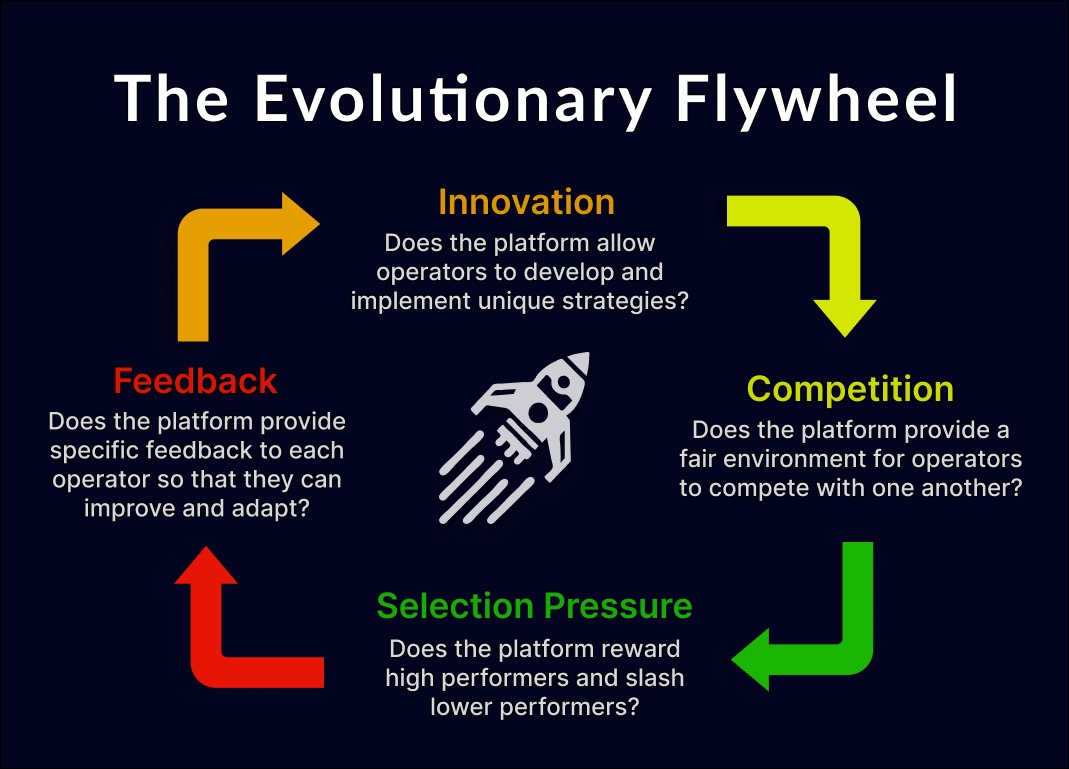 The Evolutionary Flywheel
Innovation
Does the platform allow
operators to develop and
implement unique strategies?
Feedback
Does the platform provide
specific feedback to each
operator so that they can
improve and adapt?
Competition
Does the platform provide a
fair environment for operators
to compete with one another?
Selection Pressure
Does the platform reward
high performers and slash
lower performers?